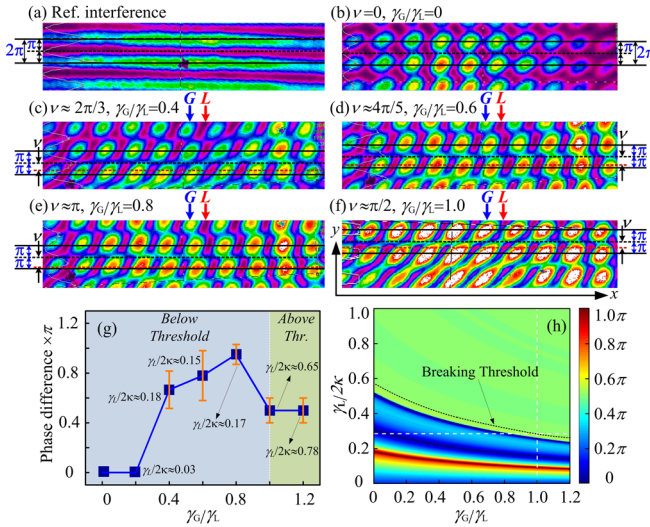 (a) Ref. interference
(b) ν=0, γG/γL=0
2π
π
π
2π
(c) ν≈ 2π/3, γG/γL=0.4
G L
(d) ν≈4π/5, γG/γL=0.6
G L
ν
π
π
ν
π
π
(e) ν≈π, γG/γL=0.8
G L
(f) ν≈π/2, γG/γL=1.0
G L
ν
π
π
y
x
ν
π
π
(g)
Below
Threshold
Above
Thr.
Phase difference ×π
1.2
0.8
0.4
0
γL/2κ≈0.15
γL/2κ≈0.18
γL/2κ≈0.65
γL/2κ≈0.17
γL/2κ≈0.03
γL/2κ≈0.78
0 0.2 0.4 0.6 0.8 1.0 1.2
γG/γL
(h)
Breaking Threshold
γL/2κ
1.0
0.8
0.6
0.4
0.2
0
0 0.2 0.4 0.6 0.8 1.0 1.2
γG/γL
1.0π
0.8π
0.6π
0.4π
0.2π
0